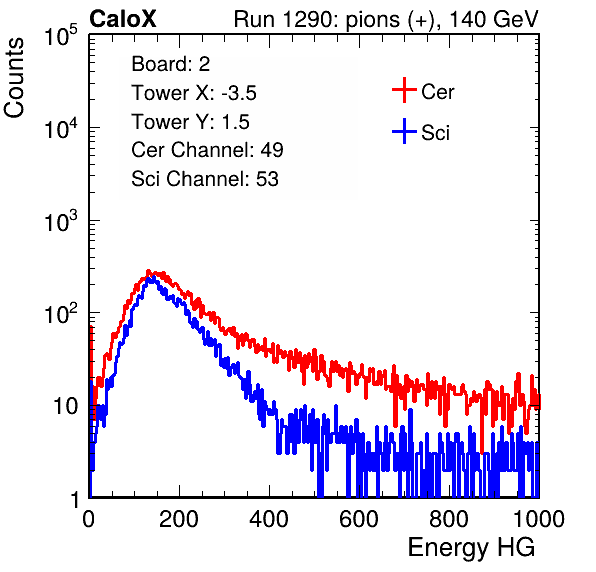 CaloX Run 1290: pions (+), 140 GeV
Counts
Board: 2
Tower X: -3.5
Tower Y: 1.5
Cer Channel: 49
Sci Channel: 53
Cer
Sci
10^5
10^4
10^3
10^2
10
1
0 200 400 600 800 1000
Energy HG